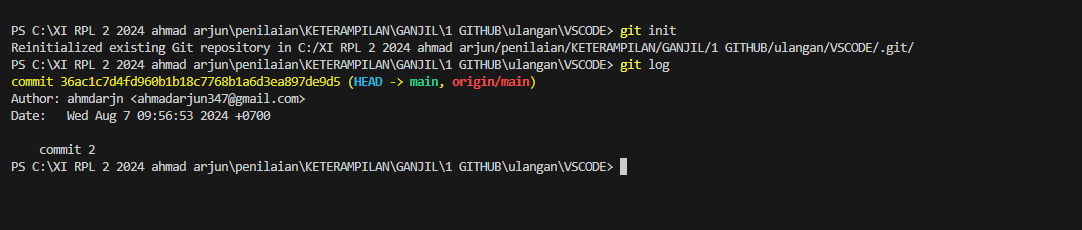 PS C:\XI RPL 2 2024 ahmad arjun\penilaian\KETERAMPILAN\GANJIL\1 GITHUB\ulangan\VSCODE> git init
Reinitialized existing Git repository in C:/XI RPL 2 2024 ahmad arjun/penilaian/KETERAMPILAN/GANJIL/1 GITHUB/ulangan/VSCODE/.git/
PS C:\XI RPL 2 2024 ahmad arjun\penilaian\KETERAMPILAN\GANJIL\1 GITHUB\ulangan\VSCODE> git log
commit 36ac1c7d4fd960b1b18c7768b1a6d3ea897de9d5 (HEAD -> main, origin/main)
Author: ahmdarjn <ahmadarjun347@gmail.com>
Date:   Wed Aug 7 09:56:53 2024 +0700
    commit 2
PS C:\XI RPL 2 2024 ahmad arjun\penilaian\KETERAMPILAN\GANJIL\1 GITHUB\ulangan\VSCODE>